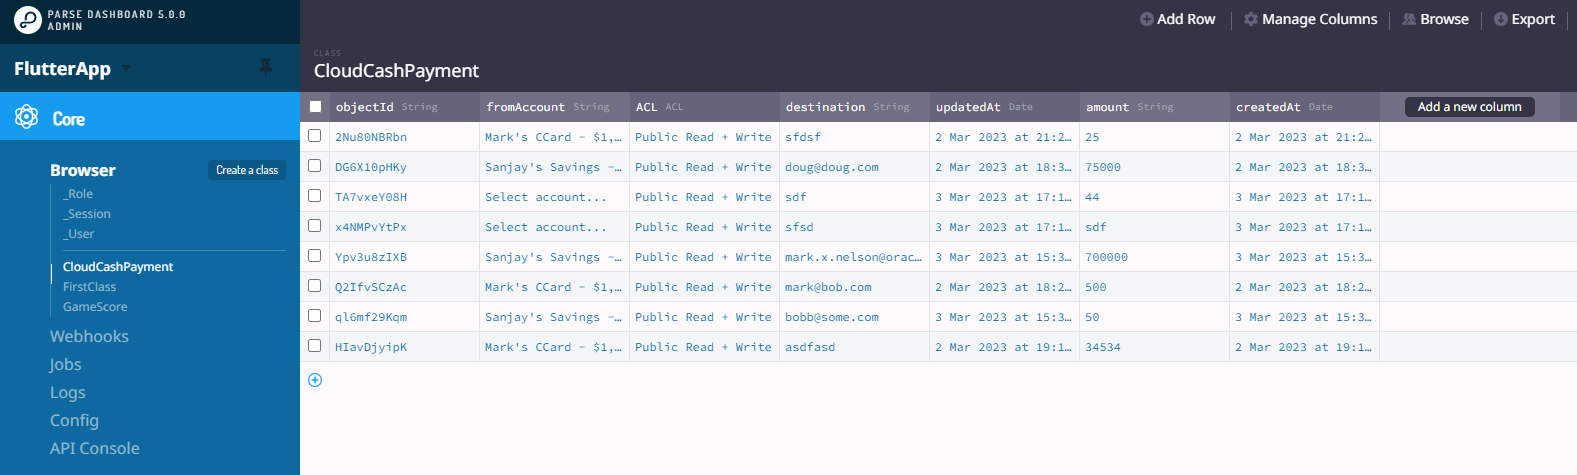 PARSE DASHBOARD 5.0.0
ADMIN
FlutterApp
Core
Browser Create a class
_Role
_Session
_User
CloudCashPayment
FirstClass
GameScore
Webhooks
Jobs
Logs
Config
API Console
Add Row Manage Columns Browse Export
CLASS
CloudCashPayment
objectId String fromAccount String ACL ACL destination String updatedAt Date amount String createdAt Date Add a new column
2Nu80NBRbn Mark's CCard - $1,… Public Read + Write sfdsf 2 Mar 2023 at 21:2… 25 2 Mar 2023 at 21:2…
DG6X10pHKy Sanjay's Savings -… Public Read + Write doug@doug.com 2 Mar 2023 at 18:3… 75000 2 Mar 2023 at 18:3…
TA7vxeY08H Select account... Public Read + Write sdf 3 Mar 2023 at 17:1… 44 3 Mar 2023 at 17:1…
x4NMPvYtPx Select account... Public Read + Write sfsd 3 Mar 2023 at 17:1… sdf 3 Mar 2023 at 17:1…
Ypv3u8zIXB Sanjay's Savings -… Public Read + Write mark.x.nelson@orac… 3 Mar 2023 at 15:3… 700000 3 Mar 2023 at 15:3…
Q2IfvSCzAc Mark's CCard - $1,… Public Read + Write mark@bob.com 2 Mar 2023 at 18:2… 500 2 Mar 2023 at 18:2…
ql6mf29Kqm Sanjay's Savings -… Public Read + Write bobb@some.com 3 Mar 2023 at 15:3… 50 3 Mar 2023 at 15:3…
HIavDjyipK Mark's CCard - $1,… Public Read + Write asdfasd 2 Mar 2023 at 19:1… 34534 2 Mar 2023 at 19:1…